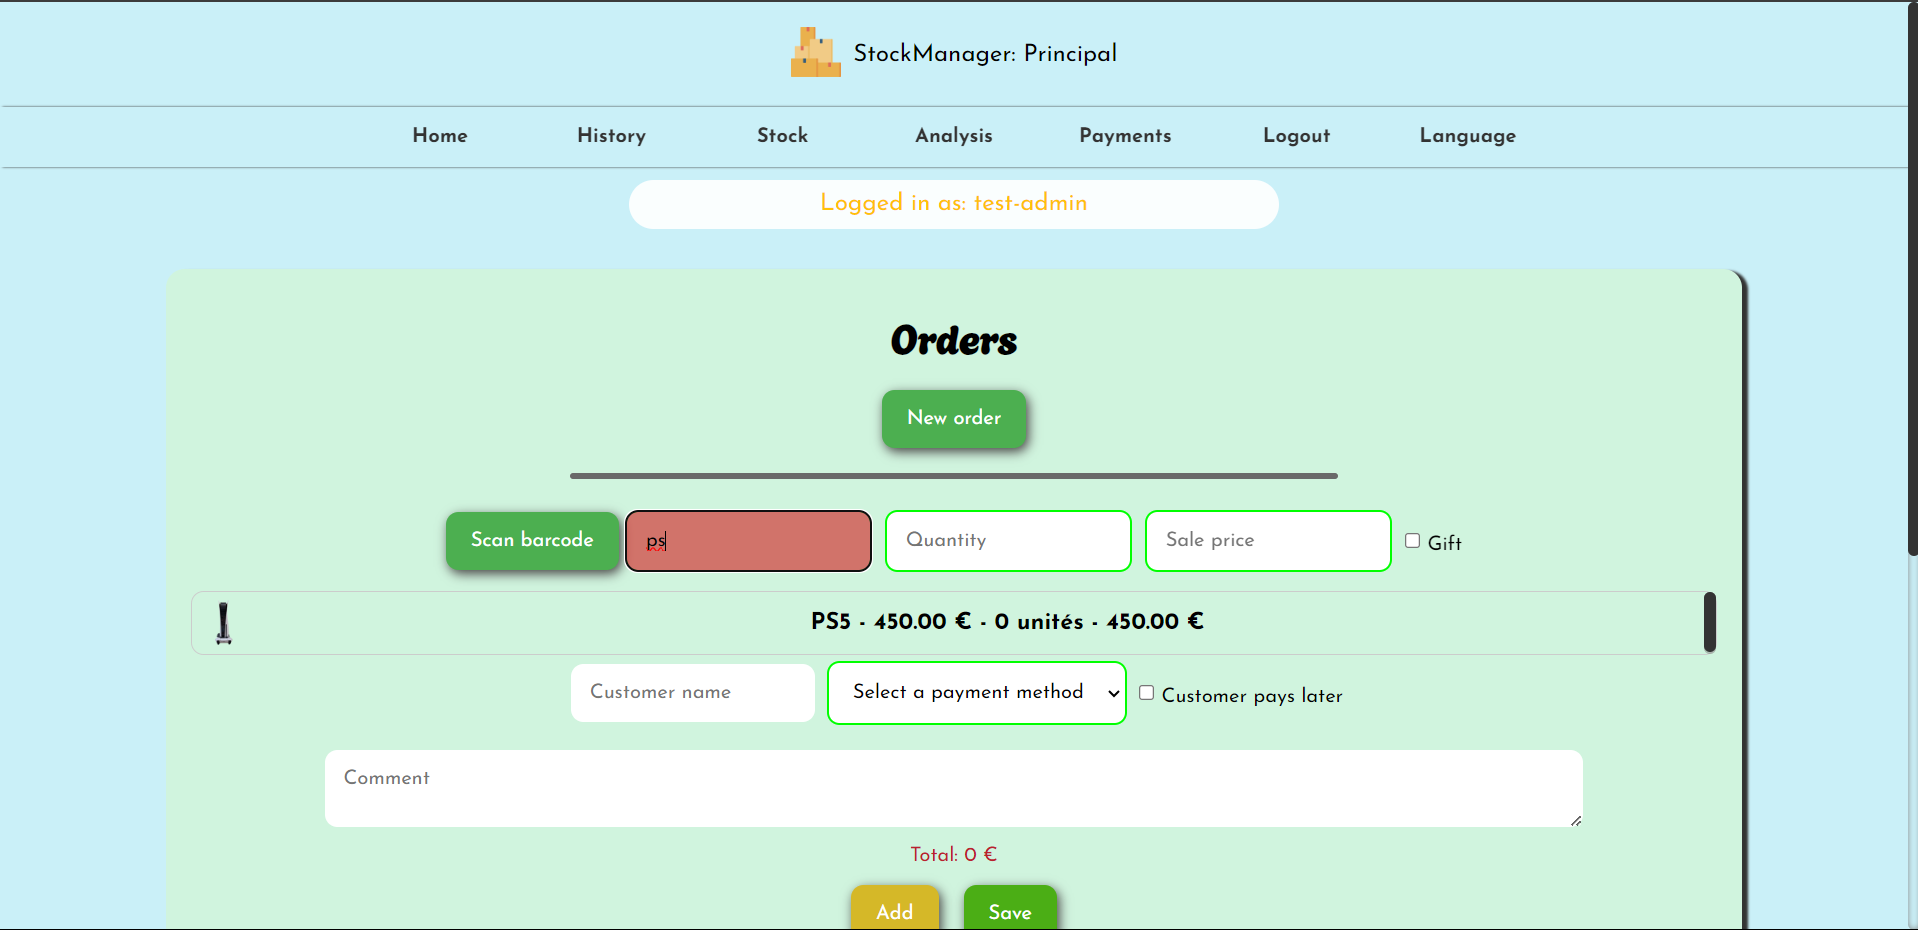 StockManager: Principal
Home History Stock Analysis Payments Logout Language
Logged in as: test-admin
Orders
New order
Scan barcode ps Quantity Sale price Gift
PS5 - 450.00 € - 0 unités - 450.00 €
Customer name Select a payment method Customer pays later
Comment
Total: 0 €
Add Save